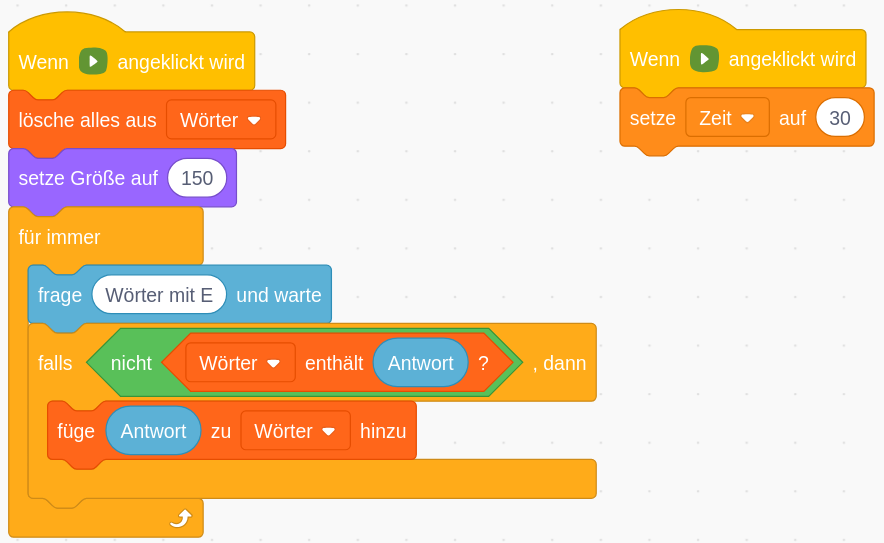 Wenn angeklickt wird
lösche alles aus Wörter
setze Größe auf 150
für immer
frage Wörter mit E und warte
falls nicht Wörter enthält Antwort ? , dann
füge Antwort zu Wörter hinzu
Wenn angeklickt wird
setze Zeit auf 30